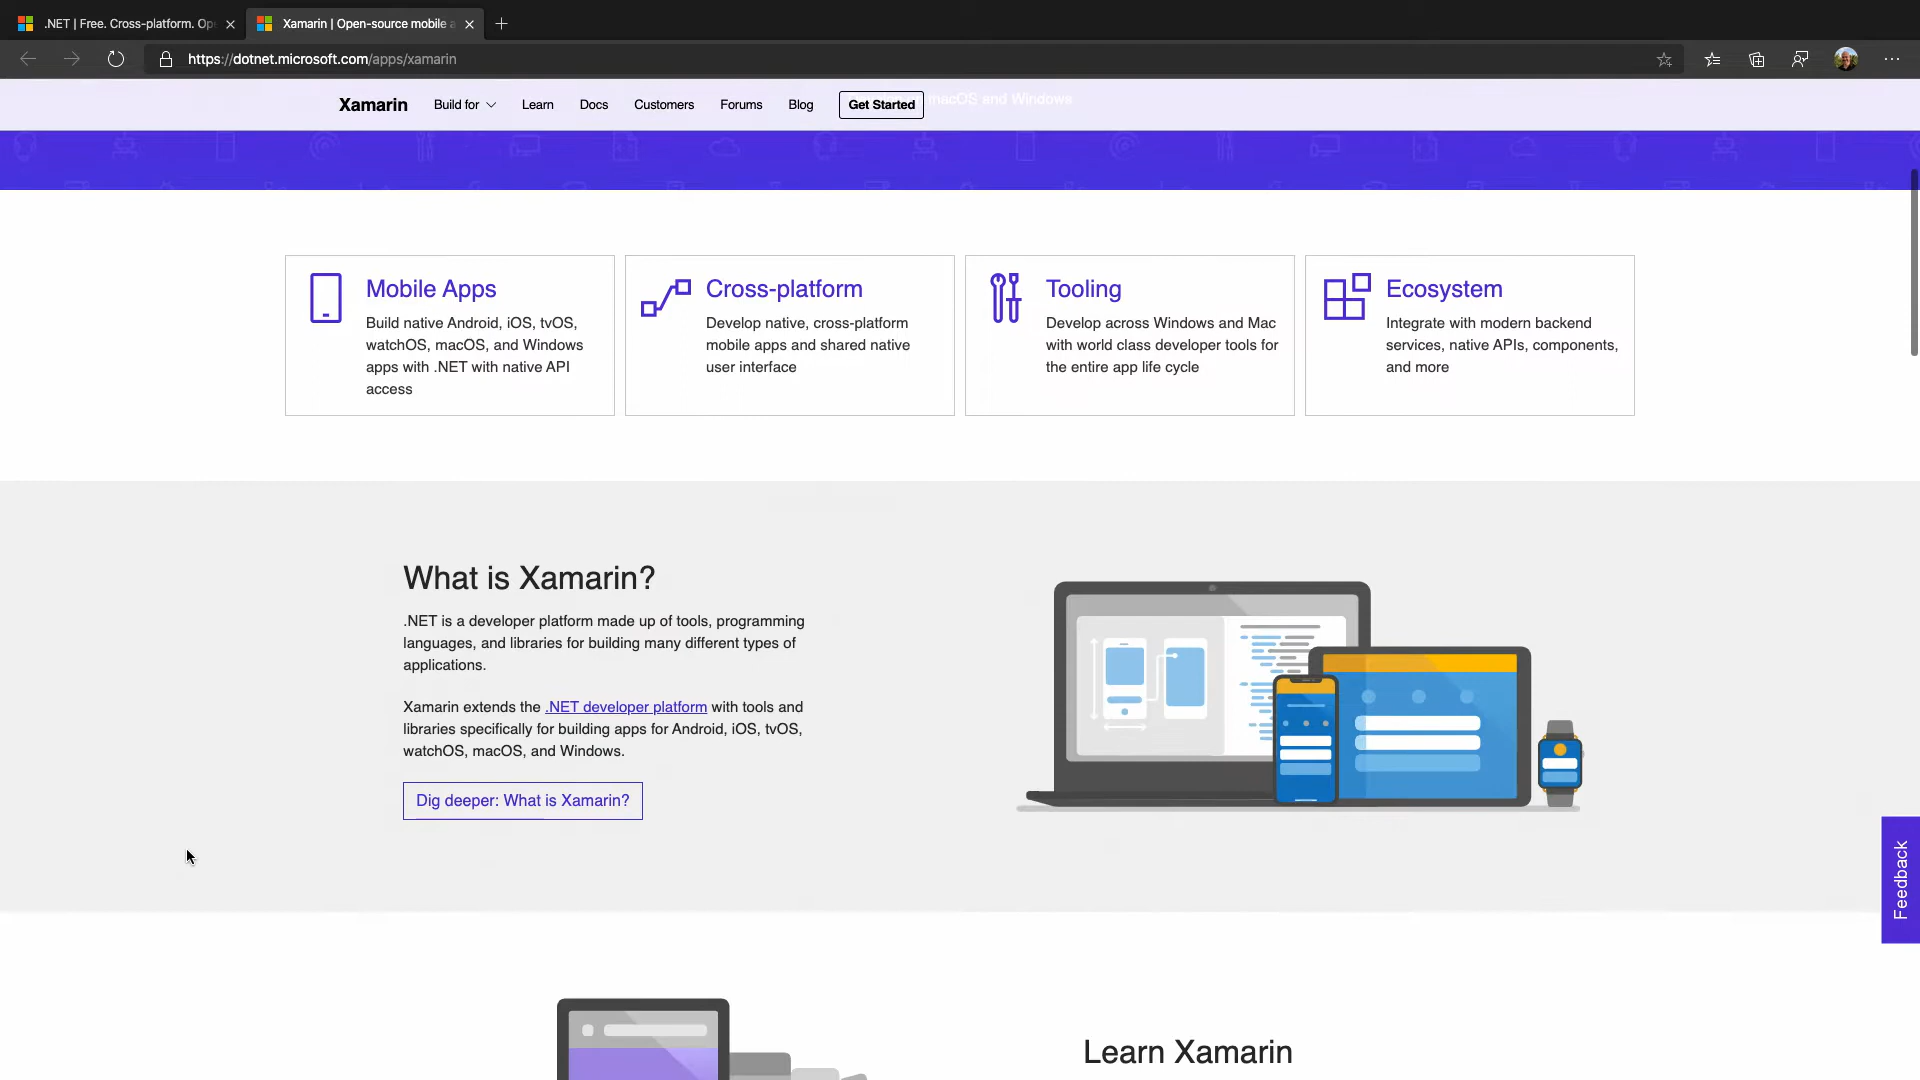 .NET | Free. Cross-platform. Op
Xamarin | Open-source mobile a
https://dotnet.microsoft.com/apps/xamarin
Xamarin Build for Learn Docs Customers Forums Blog Get Started macOS and Windows
Mobile Apps
Build native Android, iOS, tvOS,
watchOS, macOS, and Windows
apps with .NET with native API
access
Cross-platform
Develop native, cross-platform
mobile apps and shared native
user interface
Tooling
Develop across Windows and Mac
with world class developer tools for
the entire app life cycle
Ecosystem
Integrate with modern backend
services, native APIs, components,
and more
What is Xamarin?
.NET is a developer platform made up of tools, programming
languages, and libraries for building many different types of
applications.
Xamarin extends the .NET developer platform with tools and
libraries specifically for building apps for Android, iOS, tvOS,
watchOS, macOS, and Windows.
Dig deeper: What is Xamarin?
Feedback
Learn Xamarin